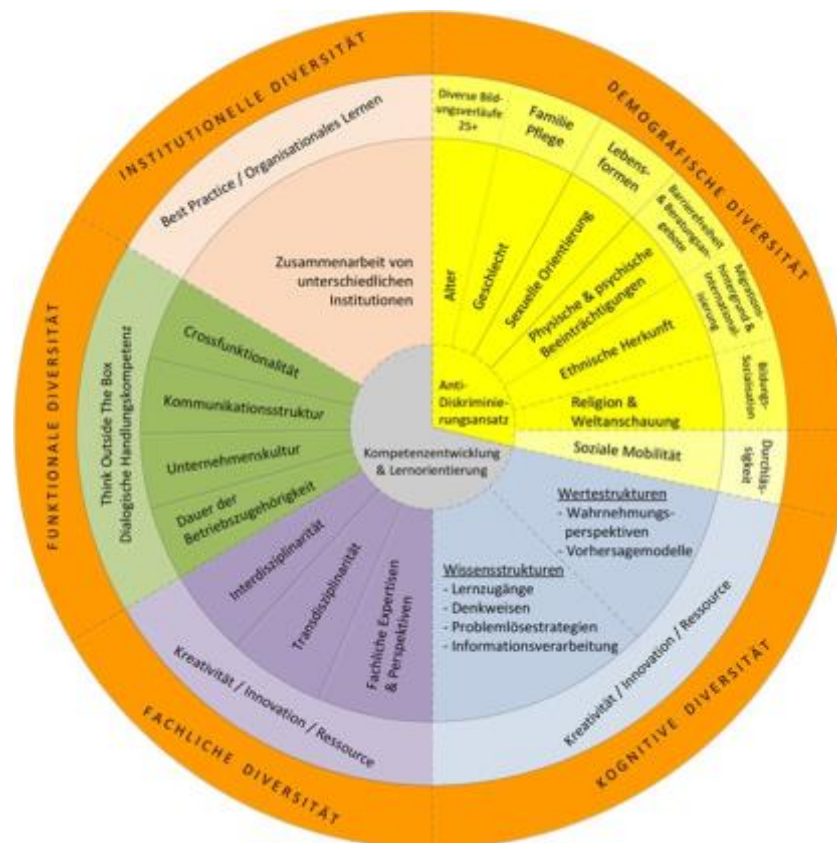 INSTITUTIONELLE DIVERSITÄT
DEMOGRAFISCHE DIVERSITÄT
KOGNITIVE DIVERSITÄT
FACHLICHE DIVERSITÄT
FUNKTIONALE DIVERSITÄT
Best Practice / Organisationales Lernen
Zusammenarbeit von
unterschiedlichen
Institutionen
Diverse Bil-
dungsverläufe
25+
Familie
Pflege
Lebens-
formen
Barrierefreiheit
& Beratungsan-
gebote
Migrations-
hintergrund &
International-
isierung
Bildungs-
Sozialisation
Durchläs-
sigkeit
Alter
Geschlecht
Sexuelle Orientierung
Physische & psychische
Beeinträchtigungen
Ethnische Herkunft
Religion &
Weltanschauung
Soziale Mobilität
Anti-
Diskriminie-
rungsansatz
Kompetenzentwicklung
& Lernorientierung
Wertestrukturen
- Wahrnehmungs-
perspektiven
- Vorhersagemodelle
Wissensstrukturen
- Lernzugänge
- Denkweisen
- Problemlösestrategien
- Informationsverarbeitung
Kreativität / Innovation / Ressource
Fachliche Expertisen
& Perspektiven
Transdisziplinarität
Interdisziplinarität
Kreativität / Innovation / Ressource
Dauer der
Betriebszugehörigkeit
Unternehmenskultur
Kommunikationsstruktur
Crossfunktionalität
Think Outside The Box
Dialogische Handlungskompetenz